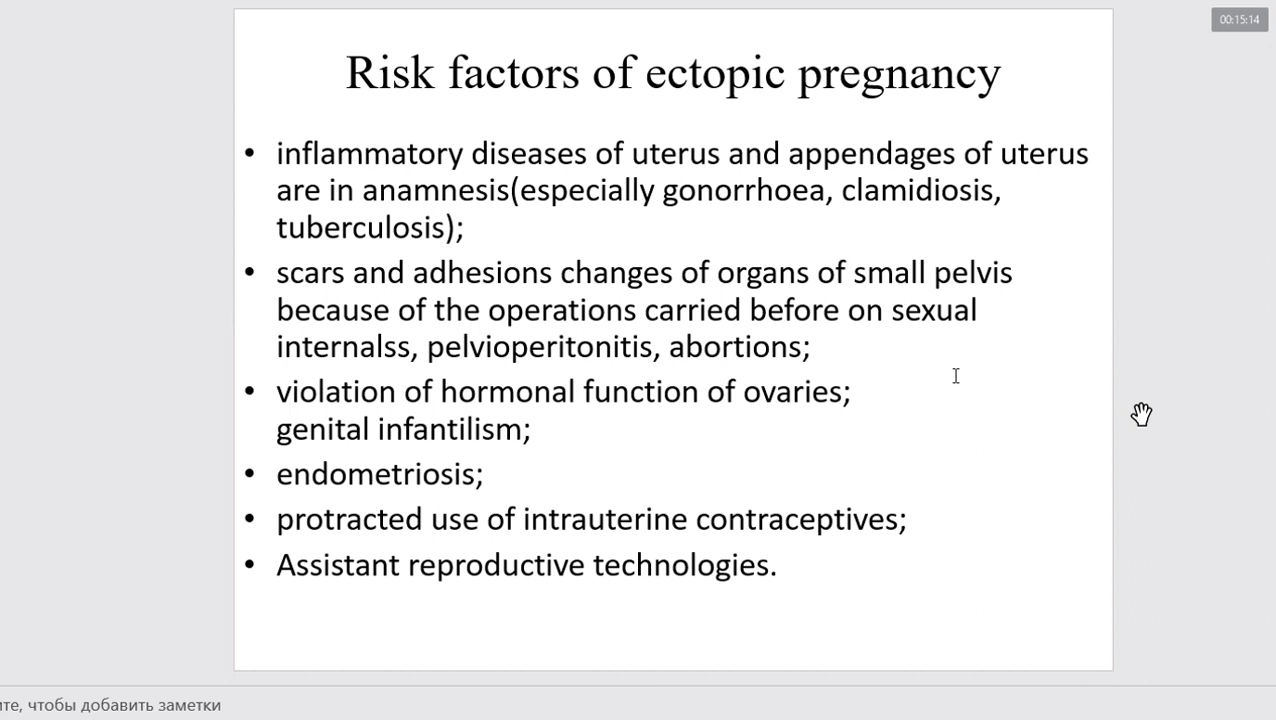 00:15:14
Risk factors of ectopic pregnancy
• inflammatory diseases of uterus and appendages of uterus
are in anamnesis(especially gonorrhoea, clamidiosis,
tuberculosis);
• scars and adhesions changes of organs of small pelvis
because of the operations carried before on sexual
internalss, pelvioperitonitis, abortions;
• violation of hormonal function of ovaries;
genital infantilism;
• endometriosis;
• protracted use of intrauterine contraceptives;
• Assistant reproductive technologies.
ите, чтобы добавить заметки